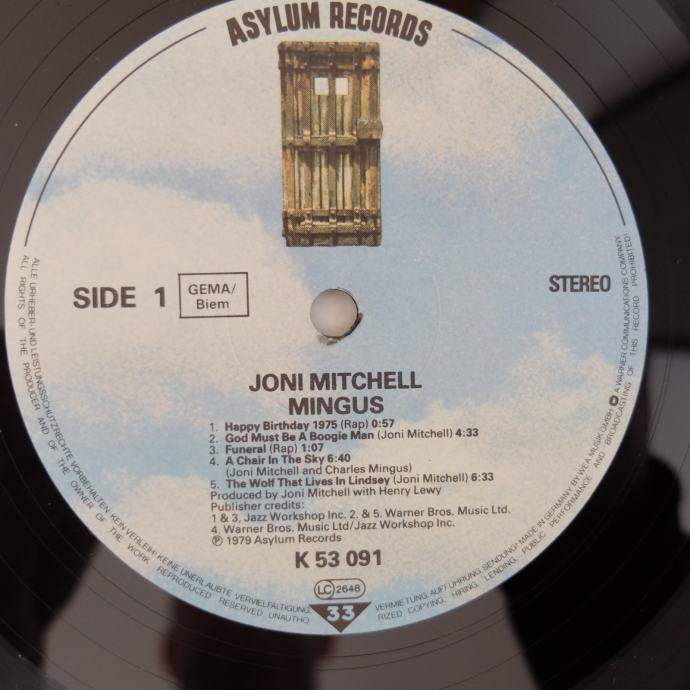 ASYLUM RECORDS
SIDE 1
GEMA/
Biem
STEREO
JONI MITCHELL
MINGUS
1. Happy Birthday 1975 (Rap) 0:57
2. God Must Be A Boogie Man (Joni Mitchell) 4:33
3. Funeral (Rap) 1:07
4. A Chair In The Sky 6:40
(Joni Mitchell and Charles Mingus)
5. The Wolf That Lives In Lindsey (Joni Mitchell) 6:33
Produced by Joni Mitchell with Henry Lewy
Publisher credits:
1 & 3, Jazz Workshop Inc. 2. & 5. Warner Bros. Music Ltd.
4. Warner Bros. Music Ltd/Jazz Workshop Inc.
℗ 1979 Asylum Records
K 53 091
LC 2646
33
ALLE URHEBER- UND LEISTUNGSSCHUTZRECHTE VORBEHALTEN. KEIN VERLEIH! KEINE UNERLAUBTE VERVIELFÄLTIGUNG, VERMIETUNG, AUFFÜHRUNG, SENDUNG! MADE IN GERMANY BY WEA MUSIK GMBH A WARNER COMMUNICATIONS COMPANY
ALL RIGHTS OF THE PRODUCER AND OF THE OWNER OF THE WORK REPRODUCED RESERVED. UNAUTHORIZED COPYING, HIRING, LENDING, PUBLIC PERFORMANCE AND BROADCASTING OF THIS RECORD PROHIBITED!